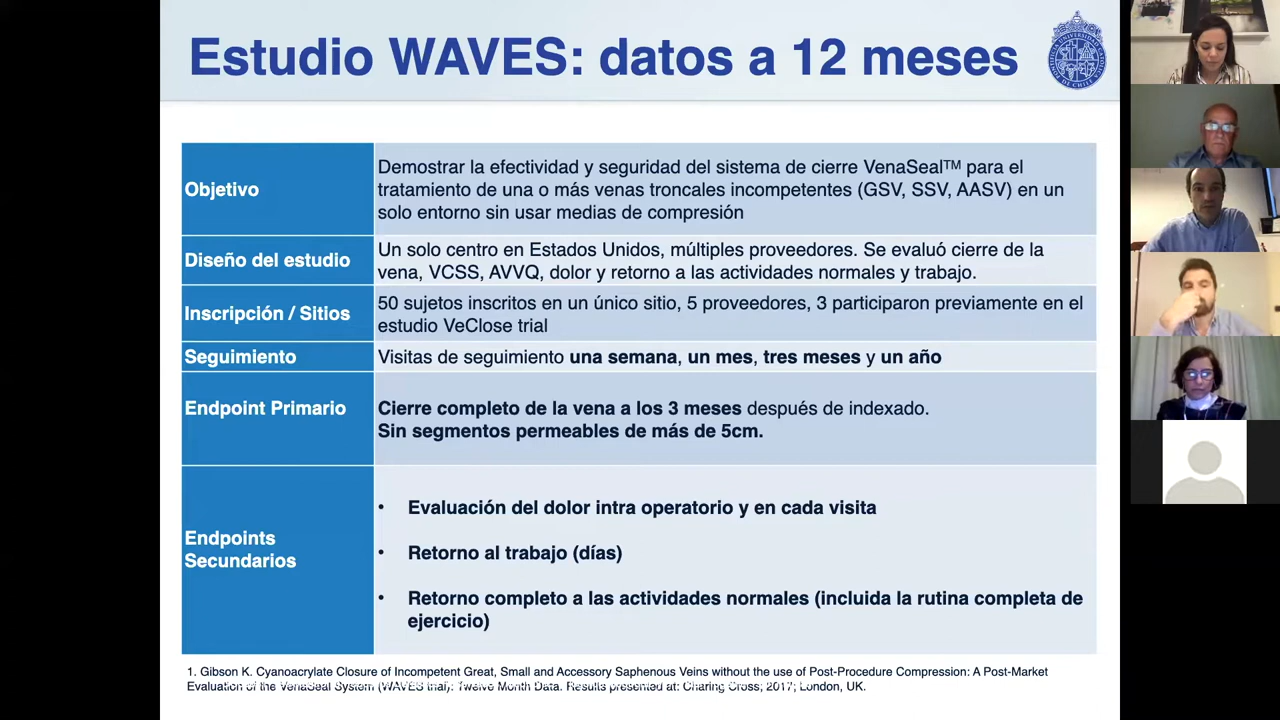 Estudio WAVES: datos a 12 meses
Objetivo
Demostrar la efectividad y seguridad del sistema de cierre VenaSeal™ para el
tratamiento de una o más venas troncales incompetentes (GSV, SSV, AASV) en un
solo entorno sin usar medias de compresión
Diseño del estudio
Un solo centro en Estados Unidos, múltiples proveedores. Se evaluó cierre de la
vena, VCSS, AVVQ, dolor y retorno a las actividades normales y trabajo.
Inscripción / Sitios
50 sujetos inscritos en un único sitio, 5 proveedores, 3 participaron previamente en el
estudio VeClose trial
Seguimiento
Visitas de seguimiento una semana, un mes, tres meses y un año
Endpoint Primario
Cierre completo de la vena a los 3 meses después de indexado.
Sin segmentos permeables de más de 5cm.
Endpoints
Secundarios
• Evaluación del dolor intra operatorio y en cada visita
• Retorno al trabajo (días)
• Retorno completo a las actividades normales (incluida la rutina completa de
ejercicio)
1. Gibson K. Cyanoacrylate Closure of Incompetent Great, Small and Accessory Saphenous Veins without the use of Post-Procedure Compression: A Post-Market
Evaluation of the VenaSeal System (WAVES trial): Twelve Month Data. Results presented at: Charing Cross; 2017; London, UK.